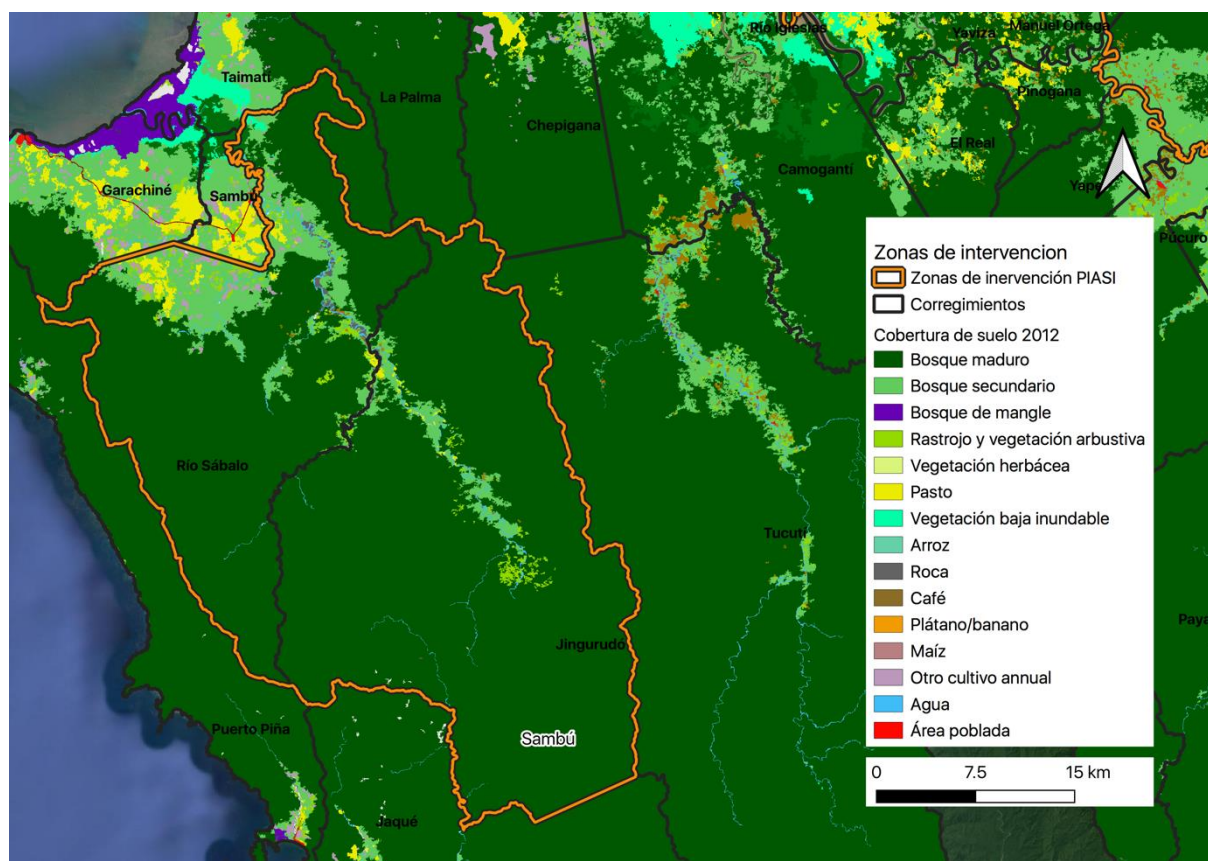 Río Iglesias
Yaviza
Manuel Ortega
Taimatí
La Palma
Chepigana
Pinogana
El Real
Camogantí
Garachiné
Sambú
Yape
Púcuro
Río Sábalo
Tucutí
Jingurudó
Paya
Puerto Piña
Sambú
Jaqué
Zonas de intervencion
Zonas de inervención PIASI
Corregimientos
Cobertura de suelo 2012
Bosque maduro
Bosque secundario
Bosque de mangle
Rastrojo y vegetación arbustiva
Vegetación herbácea
Pasto
Vegetación baja inundable
Arroz
Roca
Café
Plátano/banano
Maíz
Otro cultivo annual
Agua
Área poblada
0 7.5 15 km